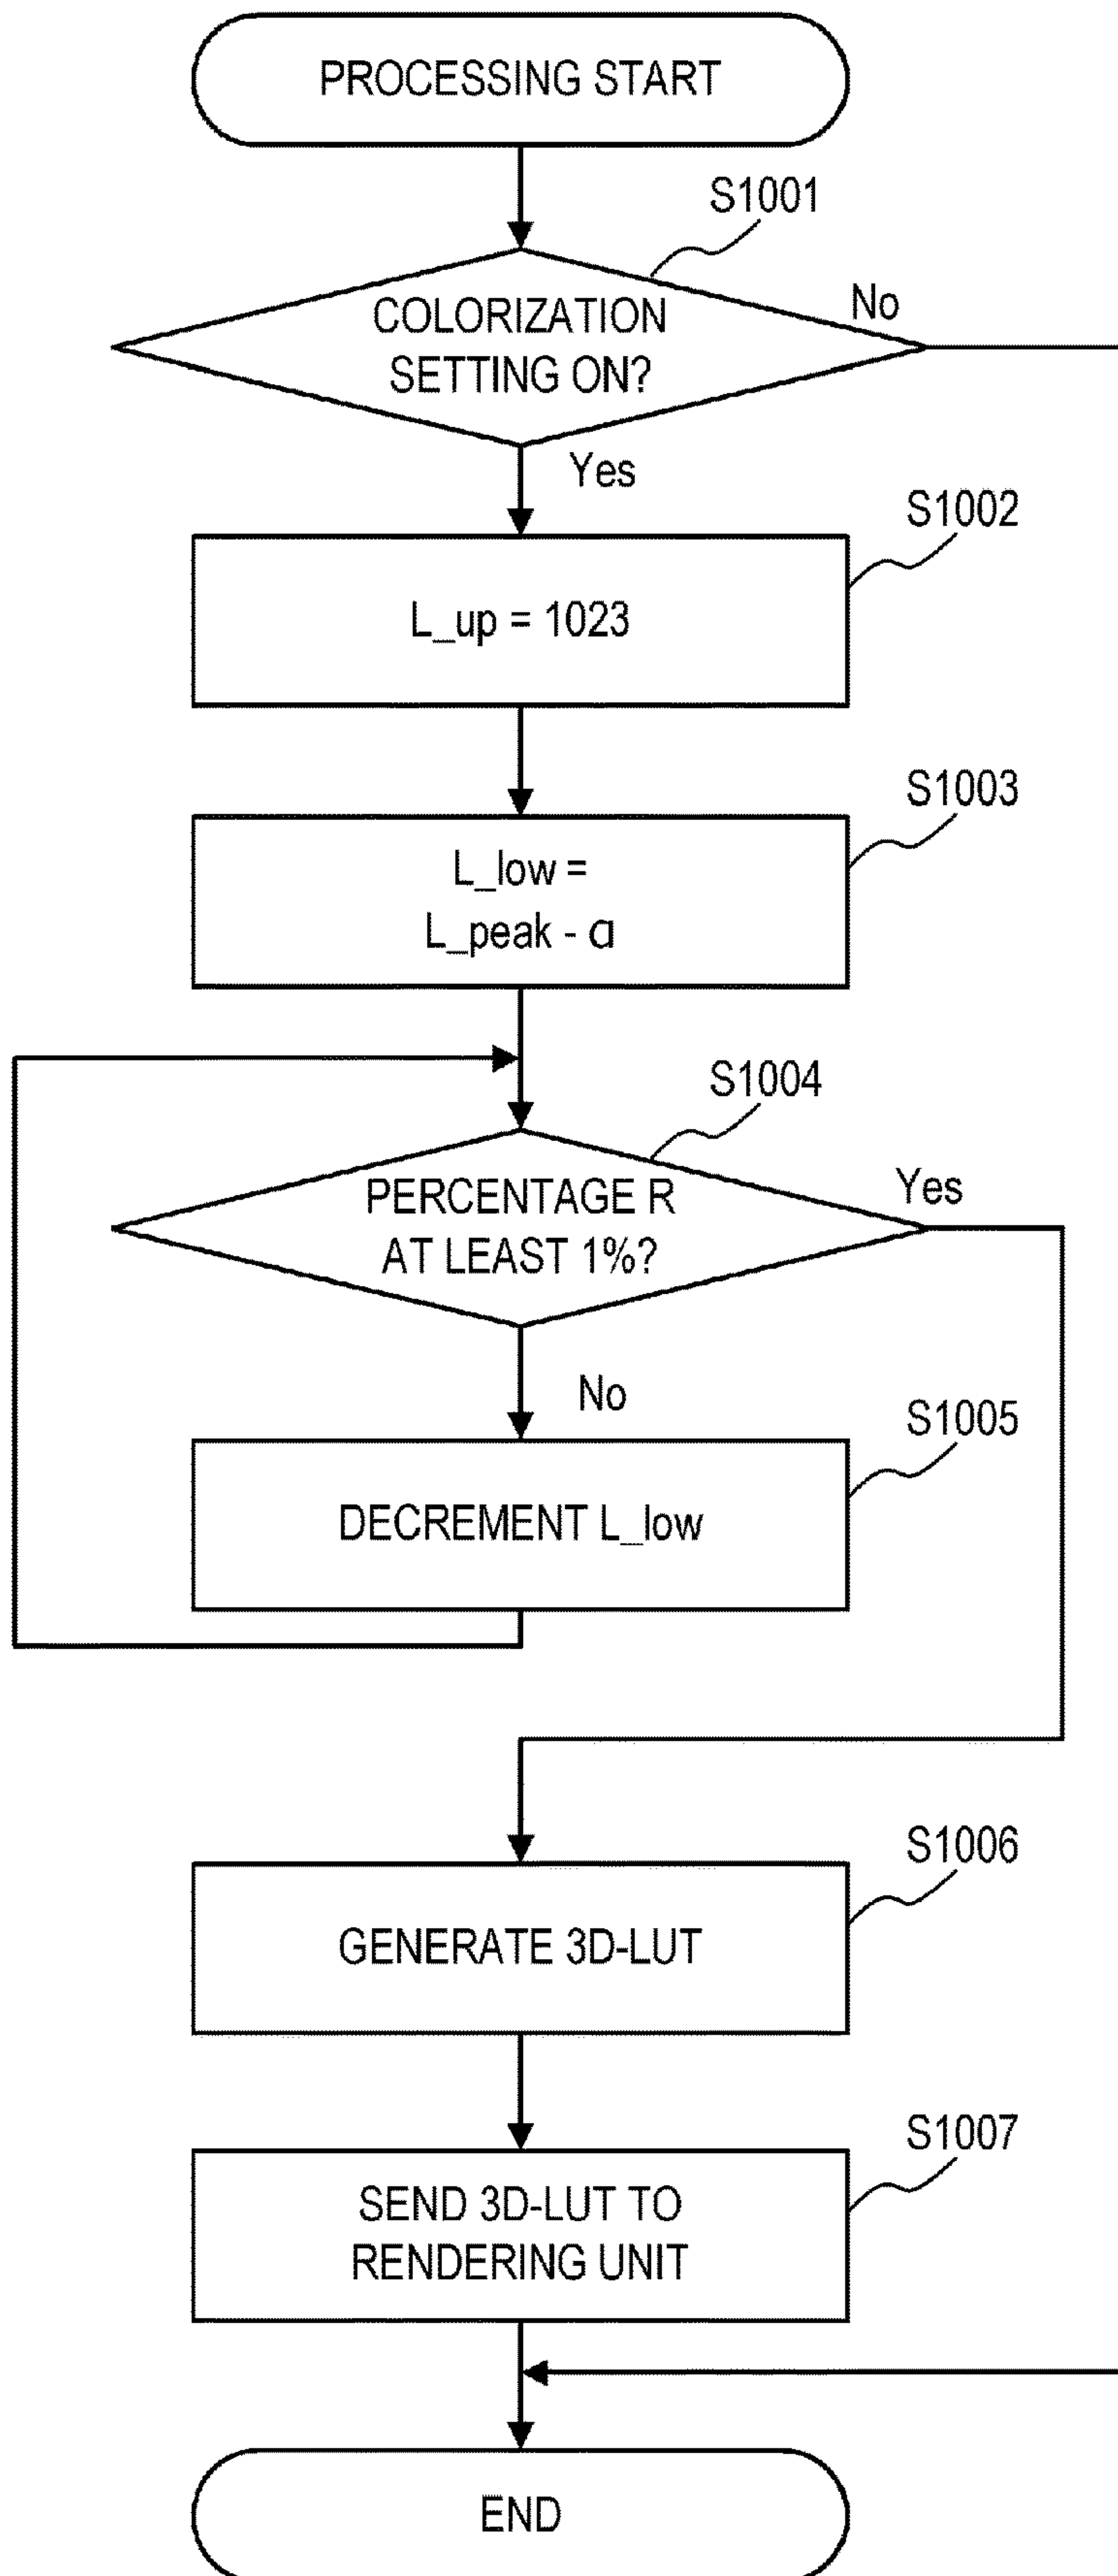 PROCESSING START
S1001
COLORIZATION
SETTING ON?
No
Yes
S1002
L_up = 1023
S1003
L_low =
L_peak - α
S1004
PERCENTAGE R
AT LEAST 1%?
Yes
No
S1005
DECREMENT L_low
S1006
GENERATE 3D-LUT
S1007
SEND 3D-LUT TO
RENDERING UNIT
END